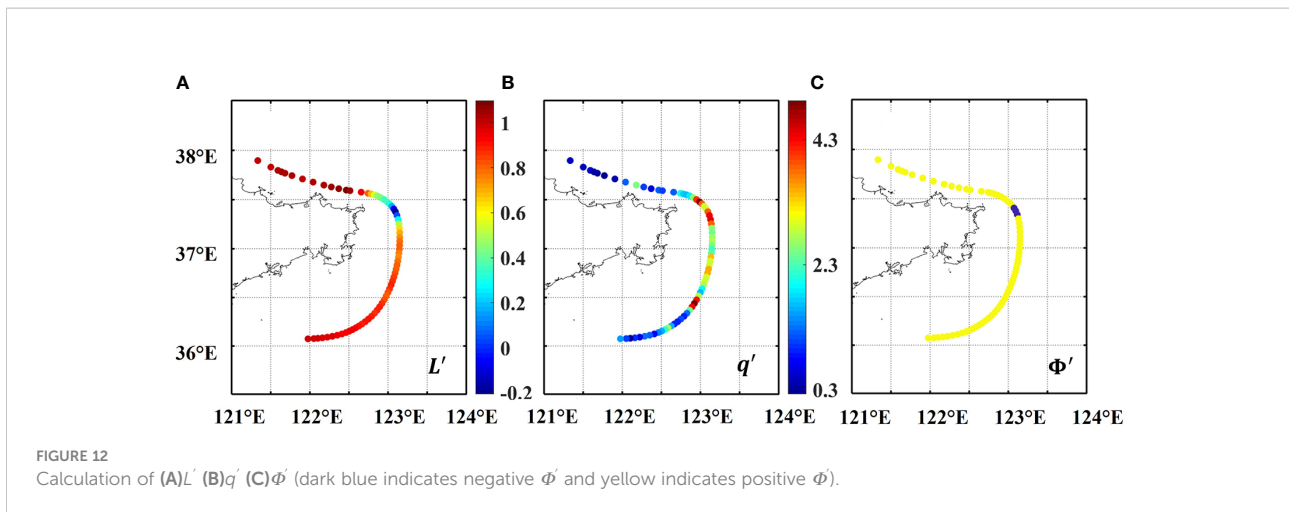 A B C
38°E 1 4.3
0.8
0.6
37°E 0.4 2.3
0.2
36°E 0
L′ q′ Φ′
-0.2 0.3
121°E 122°E 123°E 121°E 122°E 123°E 121°E 122°E 123°E 124°E
FIGURE 12
Calculation of (A)L′ (B)q′ (C)Φ′ (dark blue indicates negative Φ′ and yellow indicates positive Φ′).